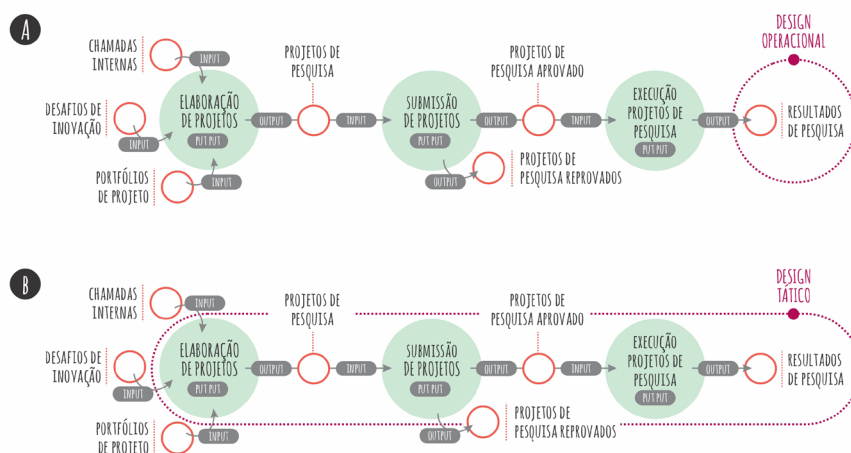 A
DESIGN
OPERACIONAL
CHAMADAS
INTERNAS
INPUT
PROJETOS DE
PESQUISA
PROJETOS DE
PESQUISA APROVADO
DESAFIOS DE
INOVAÇÃO
INPUT
ELABORAÇÃO
DE PROJETOS
PUT PUT
OUTPUT
INPUT
SUBMISSÃO
DE PROJETOS
PUT PUT
OUTPUT
INPUT
EXECUÇÃO
PROJETOS DE
PESQUISA
PUT PUT
OUTPUT
RESULTADOS
DE PESQUISA
PORTFÓLIOS
DE PROJETO
INPUT
OUTPUT
PROJETOS DE
PESQUISA REPROVADOS
B
DESIGN
TÁTICO
CHAMADAS
INTERNAS
INPUT
PROJETOS DE
PESQUISA
PROJETOS DE
PESQUISA APROVADO
DESAFIOS DE
INOVAÇÃO
INPUT
ELABORAÇÃO
DE PROJETOS
PUT PUT
OUTPUT
INPUT
SUBMISSÃO
DE PROJETOS
PUT PUT
OUTPUT
INPUT
EXECUÇÃO
PROJETOS DE
PESQUISA
PUT PUT
OUTPUT
RESULTADOS
DE PESQUISA
PORTFÓLIOS
DE PROJETO
INPUT
OUTPUT
PROJETOS DE
PESQUISA REPROVADOS